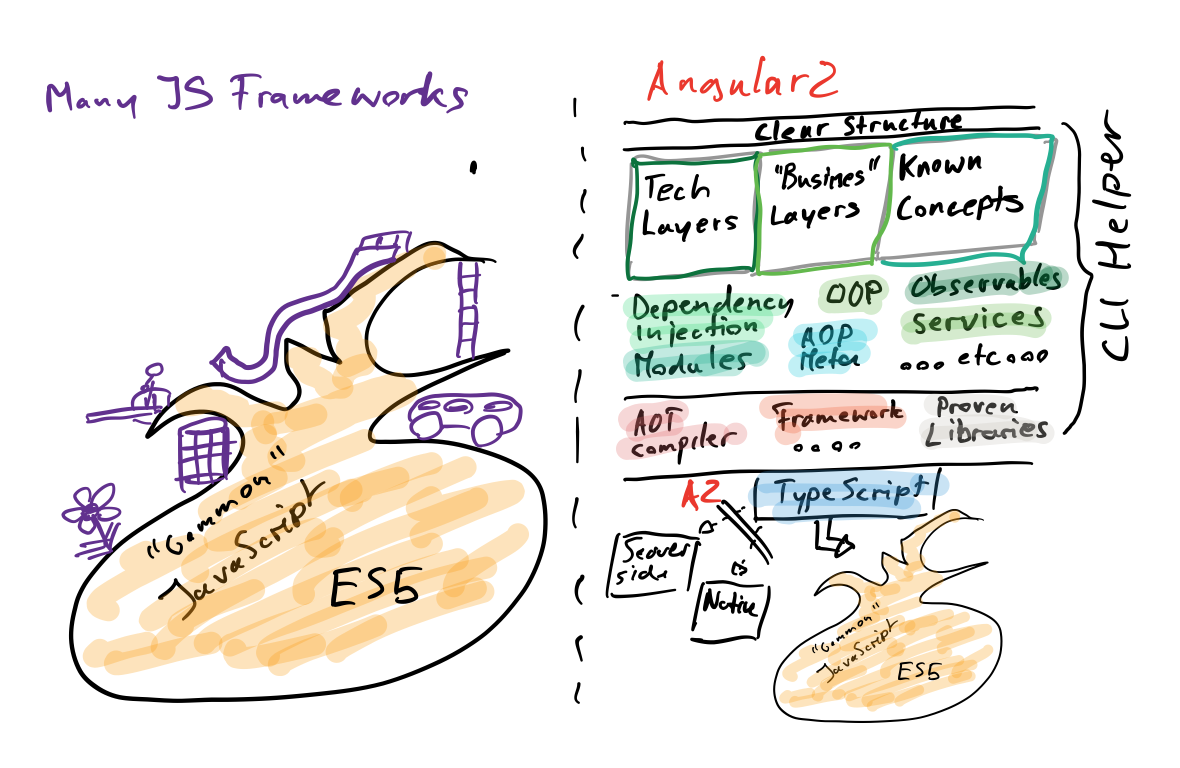 Many JS Frameworks
"Common"
JavaScript
ES5
Angular2
Clear Structure
Tech
Layers
"Busines"
Layers
Known
Concepts
CLI Helper
Dependency
Injection
Modules
OOP
AOP
Meta
Observables
Services
... etc...
AOT
compiler
Framework
....
Proven
Libraries
A2
TypeScript
Server
side
Native
"Common"
JavaScript
ES5